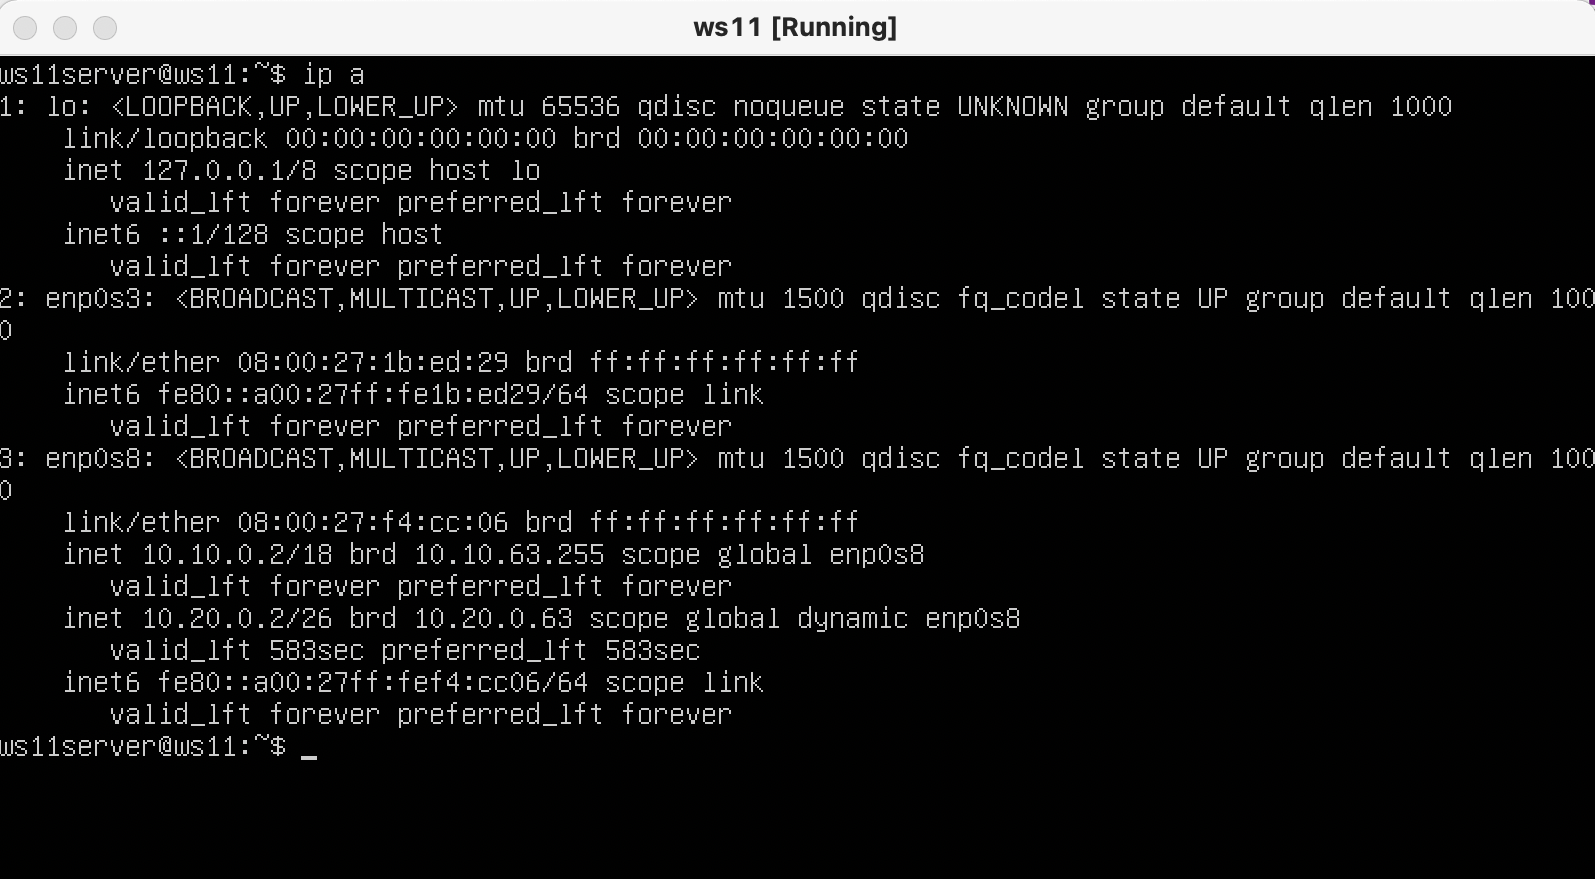 ws11 [Running]
ws11server@ws11:~$ ip a
1: lo: <LOOPBACK,UP,LOWER_UP> mtu 65536 qdisc noqueue state UNKNOWN group default qlen 1000
    link/loopback 00:00:00:00:00:00 brd 00:00:00:00:00:00
    inet 127.0.0.1/8 scope host lo
       valid_lft forever preferred_lft forever
    inet6 ::1/128 scope host
       valid_lft forever preferred_lft forever
2: enp0s3: <BROADCAST,MULTICAST,UP,LOWER_UP> mtu 1500 qdisc fq_codel state UP group default qlen 100
0
    link/ether 08:00:27:1b:ed:29 brd ff:ff:ff:ff:ff:ff
    inet6 fe80::a00:27ff:fe1b:ed29/64 scope link
       valid_lft forever preferred_lft forever
3: enp0s8: <BROADCAST,MULTICAST,UP,LOWER_UP> mtu 1500 qdisc fq_codel state UP group default qlen 100
0
    link/ether 08:00:27:f4:cc:06 brd ff:ff:ff:ff:ff:ff
    inet 10.10.0.2/18 brd 10.10.63.255 scope global enp0s8
       valid_lft forever preferred_lft forever
    inet 10.20.0.2/26 brd 10.20.0.63 scope global dynamic enp0s8
       valid_lft 583sec preferred_lft 583sec
    inet6 fe80::a00:27ff:fef4:cc06/64 scope link
       valid_lft forever preferred_lft forever
ws11server@ws11:~$ _